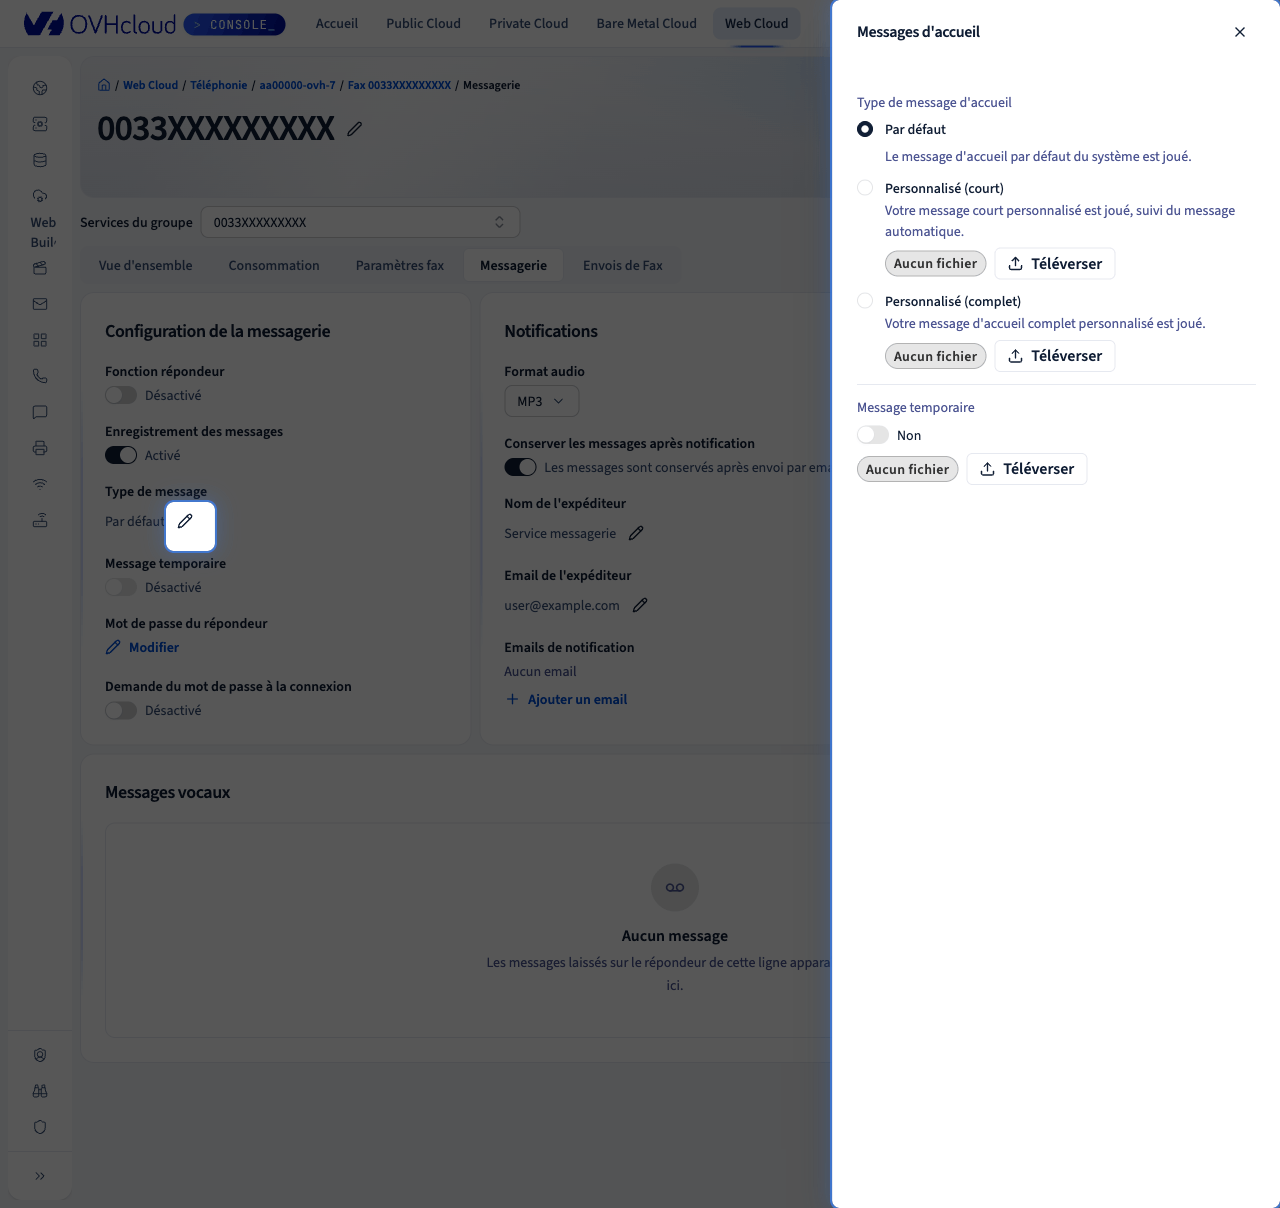 OVHcloud > CONSOLE_ Accueil Public Cloud Private Cloud Bare Metal Cloud Web Cloud
/ Web Cloud / Téléphonie / aa00000-ovh-7 / Fax 0033XXXXXXXXX / Messagerie
0033XXXXXXXXX
Web
Services du groupe 0033XXXXXXXXX
Vue d'ensemble Consommation Paramètres fax Messagerie Envois de Fax
Configuration de la messagerie
Fonction répondeur
Désactivé
Enregistrement des messages
Activé
Type de message
Par défaut
Message temporaire
Désactivé
Mot de passe du répondeur
Modifier
Demande du mot de passe à la connexion
Désactivé
Notifications
Format audio
MP3
Conserver les messages après notification
Les messages sont conservés après envoi par
Nom de l'expéditeur
Service messagerie
Email de l'expéditeur
user@example.com
Emails de notification
Aucun email
Ajouter un email
Messages vocaux
Aucun message
Les messages laissés sur le répondeur de cette ligne
ici.
Messages d'accueil
Type de message d'accueil
Par défaut
Le message d'accueil par défaut du système est joué.
Personnalisé (court)
Votre message court personnalisé est joué, suivi du message
automatique.
Aucun fichier Téléverser
Personnalisé (complet)
Votre message d'accueil complet personnalisé est joué.
Aucun fichier Téléverser
Message temporaire
Non
Aucun fichier Téléverser